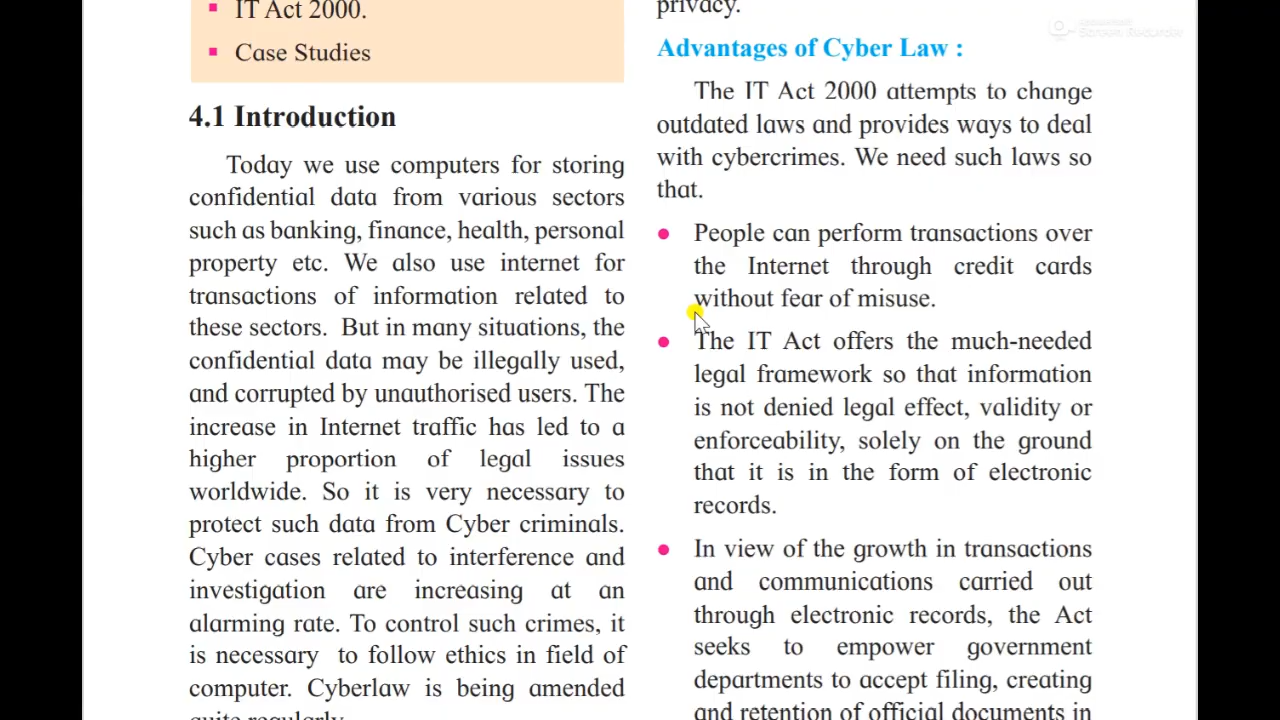 IT Act 2000.
Case Studies
4.1 Introduction
Today we use computers for storing
confidential data from various sectors
such as banking, finance, health, personal
property etc. We also use internet for
transactions of information related to
these sectors. But in many situations, the
confidential data may be illegally used,
and corrupted by unauthorised users. The
increase in Internet traffic has led to a
higher proportion of legal issues
worldwide. So it is very necessary to
protect such data from Cyber criminals.
Cyber cases related to interference and
investigation are increasing at an
alarming rate. To control such crimes, it
is necessary to follow ethics in field of
computer. Cyberlaw is being amended
quite regularly.
privacy.
Advantages of Cyber Law :
The IT Act 2000 attempts to change
outdated laws and provides ways to deal
with cybercrimes. We need such laws so
that.
People can perform transactions over
the Internet through credit cards
without fear of misuse.
The IT Act offers the much-needed
legal framework so that information
is not denied legal effect, validity or
enforceability, solely on the ground
that it is in the form of electronic
records.
In view of the growth in transactions
and communications carried out
through electronic records, the Act
seeks to empower government
departments to accept filing, creating
and retention of official documents in
Screen Recorder